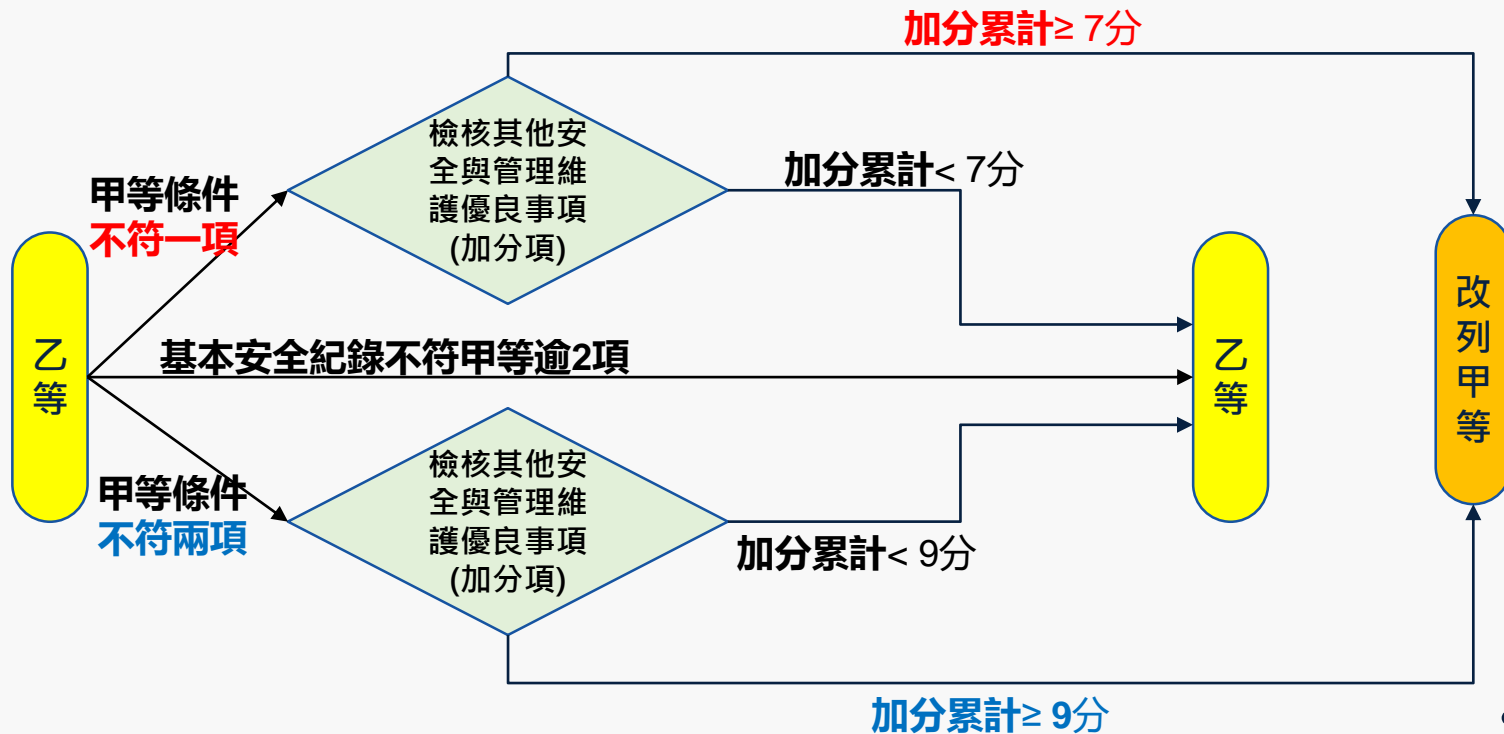 加分累計≥ 7分
檢核其他安
全與管理維
護優良事項
(加分項)
加分累計< 7分
甲等條件
不符一項
乙
等
基本安全紀錄不符甲等逾2項
乙
等
改
列
甲
等
甲等條件
不符兩項
檢核其他安
全與管理維
護優良事項
(加分項)
加分累計< 9分
加分累計≥ 9分